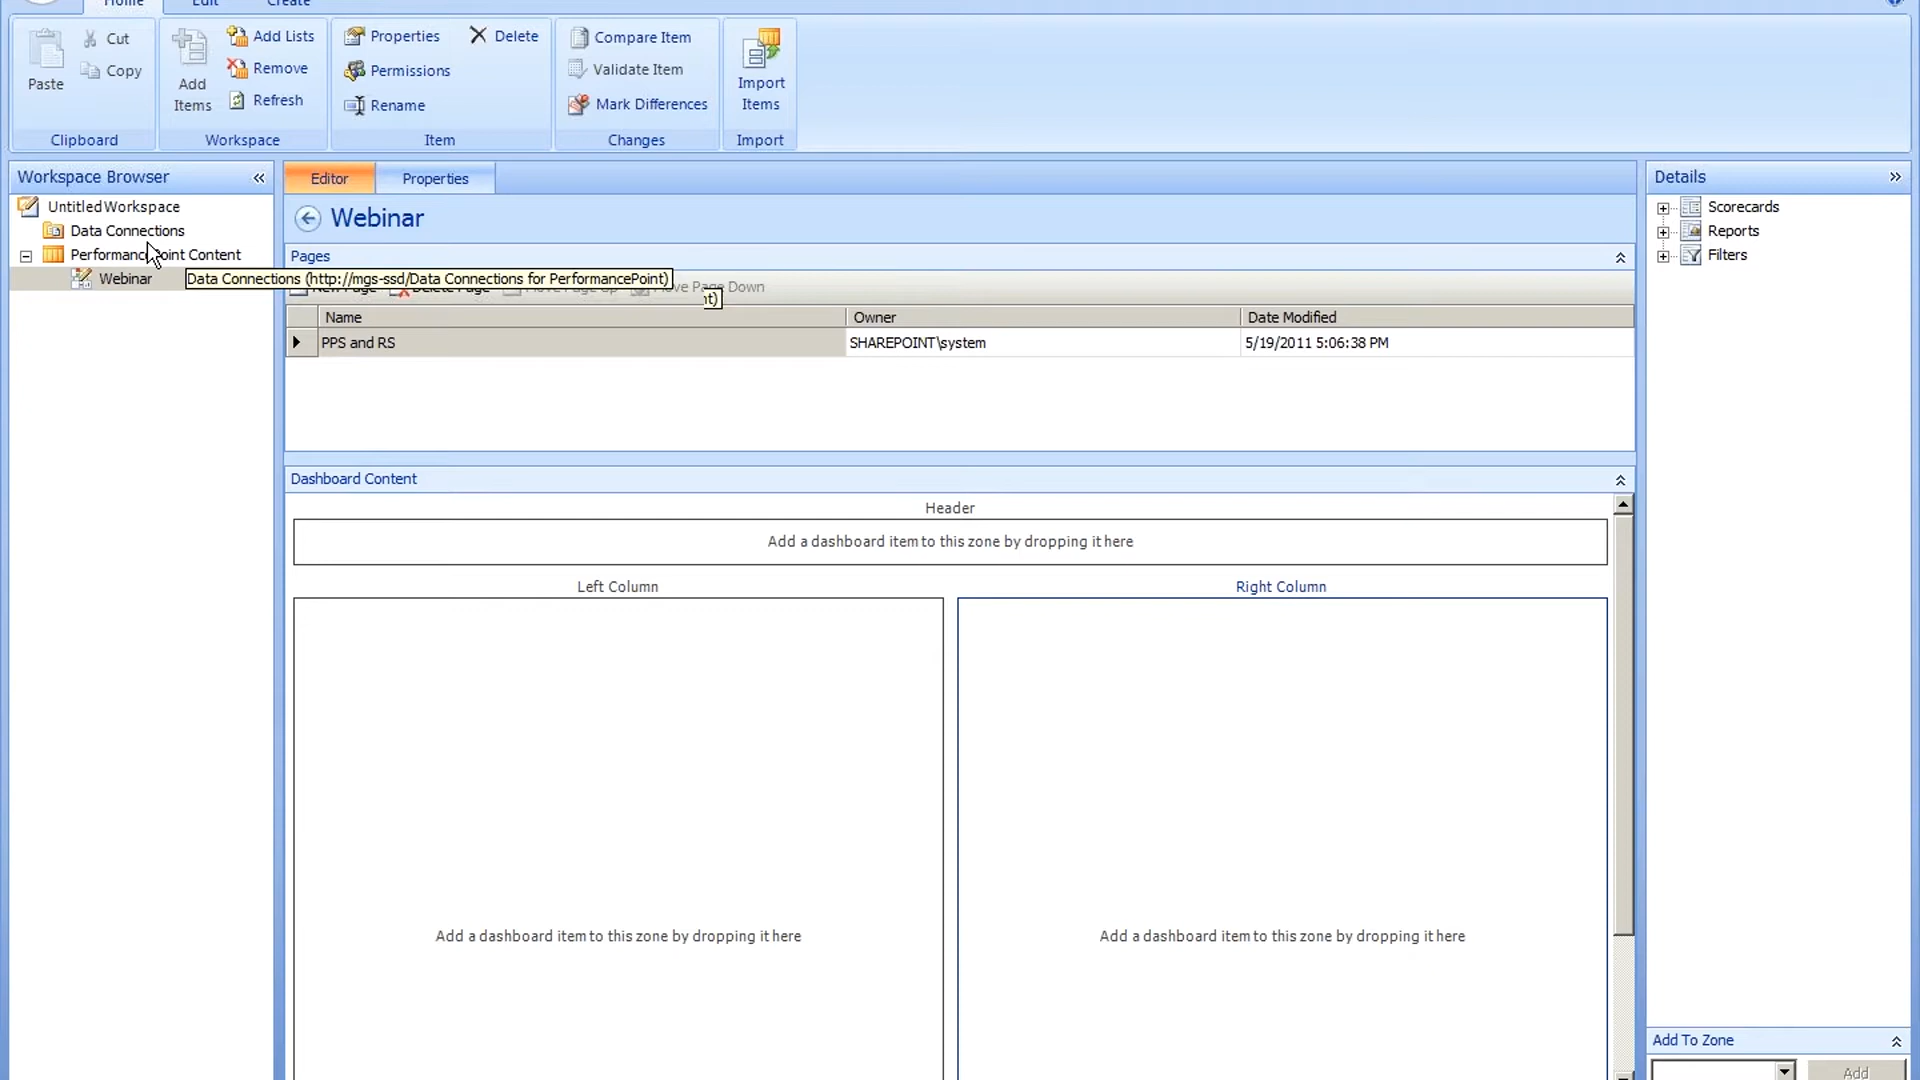 Home Edit Create
Cut
Copy
Paste
Clipboard
Add Items
Add Lists
Remove
Refresh
Workspace
Properties
Permissions
Rename
Delete
Item
Compare Item
Validate Item
Mark Differences
Changes
Import Items
Import
Workspace Browser
Untitled Workspace
Data Connections
PerformancePoint Content
Webinar
Data Connections (http://mgs-ssd/Data Connections for PerformancePoint)
nt)
Editor Properties
Webinar
Pages
New Page Delete Page Move Page Up Move Page Down
Name Owner Date Modified
PPS and RS SHAREPOINT\system 5/19/2011 5:06:38 PM
Dashboard Content
Header
Add a dashboard item to this zone by dropping it here
Left Column Right Column
Add a dashboard item to this zone by dropping it here
Add a dashboard item to this zone by dropping it here
Details
Scorecards
Reports
Filters
Add To Zone
Add